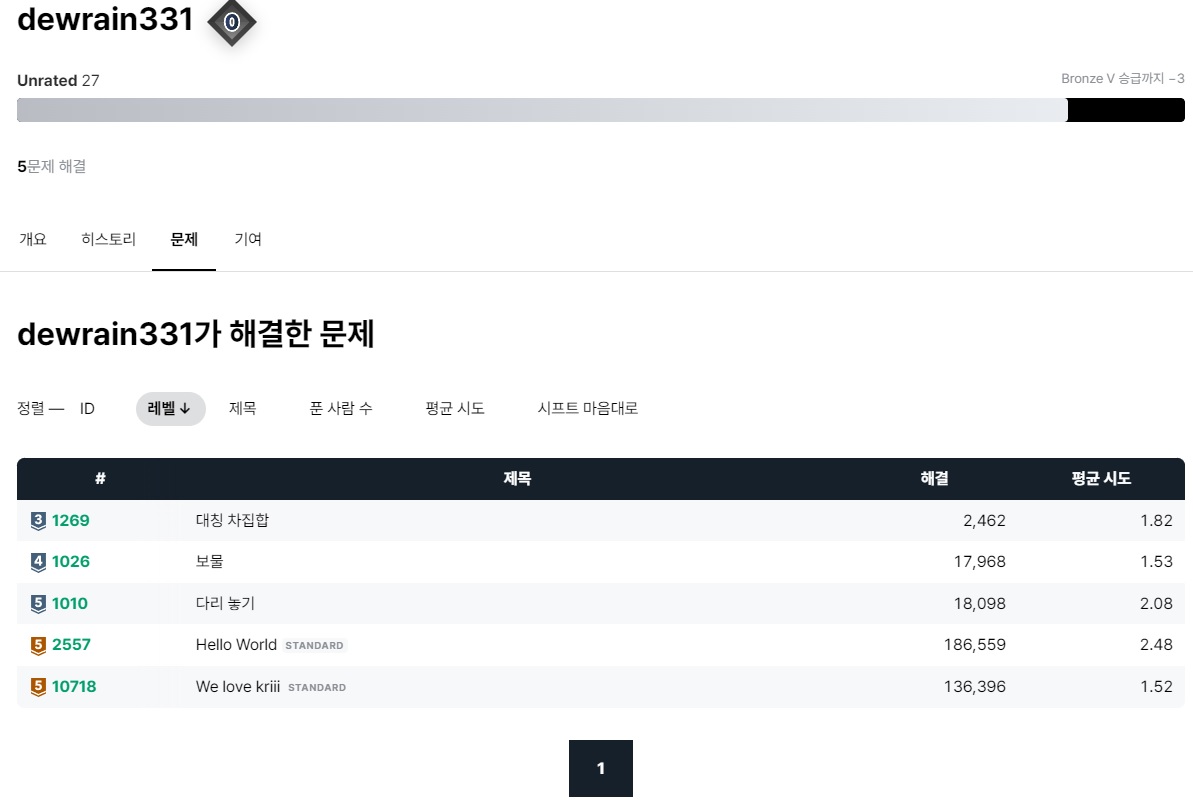 dewrain331 0
Unrated 27 Bronze V 승급까지 −3
5문제 해결
개요 히스토리 문제 기여
dewrain331가 해결한 문제
정렬 — ID 레벨 ↓ 제목 푼 사람 수 평균 시도 시프트 마음대로
# 제목 해결 평균 시도
3 1269 대칭 차집합 2,462 1.82
4 1026 보물 17,968 1.53
5 1010 다리 놓기 18,098 2.08
5 2557 Hello World STANDARD 186,559 2.48
5 10718 We love kriii STANDARD 136,396 1.52
1